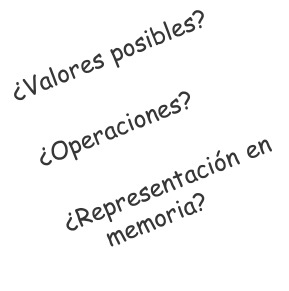 ¿Valores posibles?
¿Operaciones?
¿Representación en
memoria?